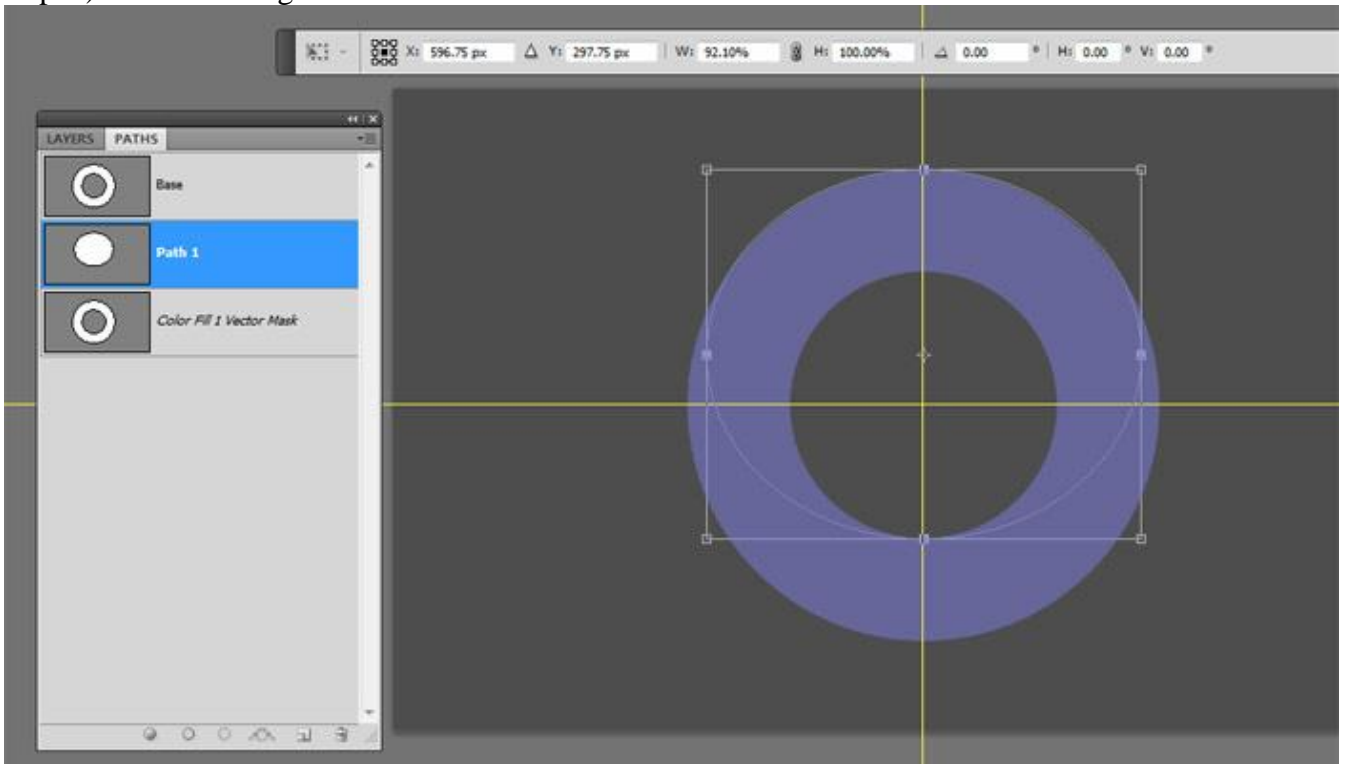 X: 596.75 px Y: 297.75 px W: 92.10% H: 100.00% 0.00 ° H: 0.00 ° V: 0.00 °
LAYERS PATHS
Base
Path 1
Color Fill 1 Vector Mask